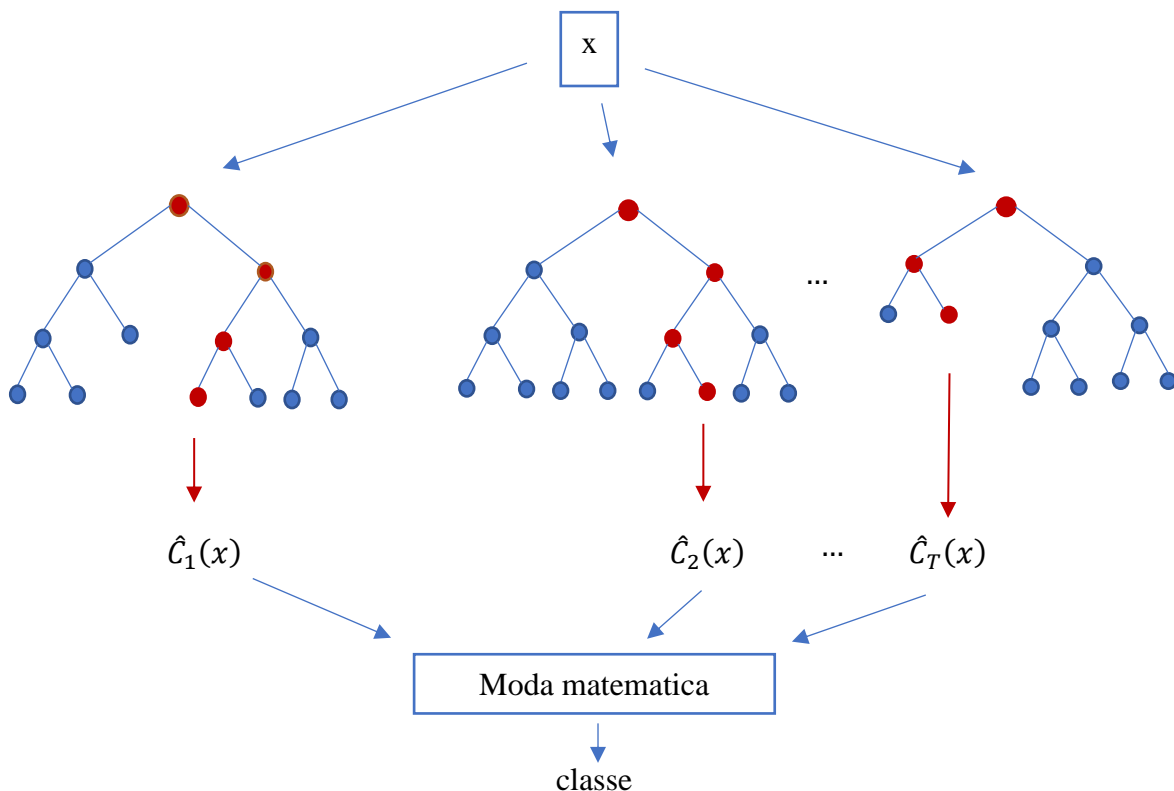 x
...
Ĉ₁(x) Ĉ₂(x) ... Ĉ_T(x)
Moda matematica
classe